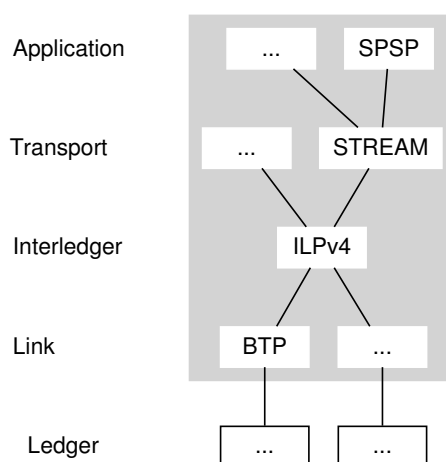 Application ... SPSP
Transport ... STREAM
Interledger ILPv4
Link BTP ...
Ledger ... ...